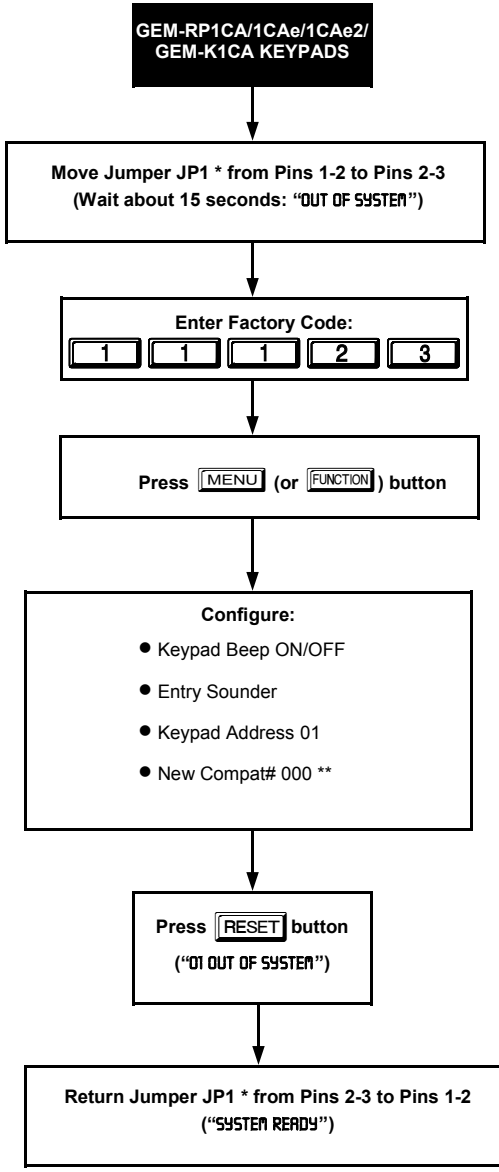 GEM-RP1CA/1CAe/1CAe2/
GEM-K1CA KEYPADS
Move Jumper JP1 * from Pins 1-2 to Pins 2-3
(Wait about 15 seconds: “OUT OF SYSTEM”)
Enter Factory Code:
1 1 1 2 3
Press MENU (or FUNCTION) button
Configure:
● Keypad Beep ON/OFF
● Entry Sounder
● Keypad Address 01
● New Compat# 000 **
Press RESET button
(“01 OUT OF SYSTEM”)
Return Jumper JP1 * from Pins 2-3 to Pins 1-2
(“SYSTEM READY”)